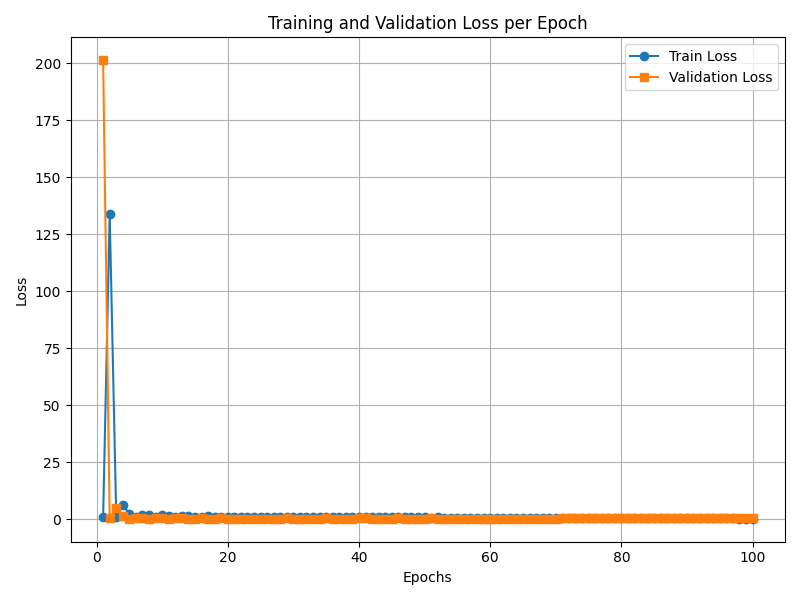 Training and Validation Loss per Epoch
Train Loss
Validation Loss
200
175
150
125
100
75
50
25
0
Loss
0 20 40 60 80 100
Epochs